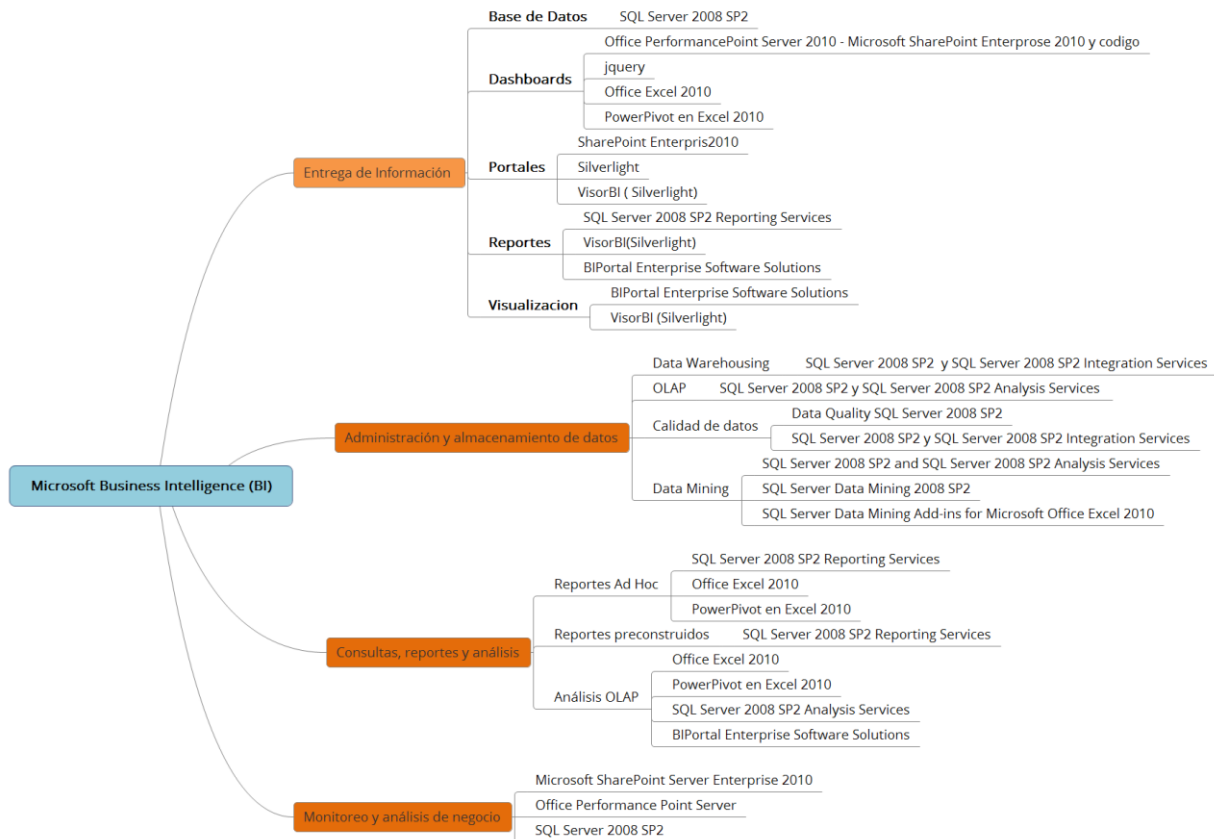 Microsoft Business Intelligence (BI)
Entrega de Información
Base de Datos
SQL Server 2008 SP2
Dashboards
Office PerformancePoint Server 2010 - Microsoft SharePoint Enterprose 2010 y codigo
jquery
Office Excel 2010
PowerPivot en Excel 2010
Portales
SharePoint Enterpris2010
Silverlight
VisorBI ( Silverlight)
Reportes
SQL Server 2008 SP2 Reporting Services
VisorBI(Silverlight)
BIPortal Enterprise Software Solutions
Visualizacion
BIPortal Enterprise Software Solutions
VisorBI (Silverlight)
Administración y almacenamiento de datos
Data Warehousing
SQL Server 2008 SP2 y SQL Server 2008 SP2 Integration Services
OLAP
SQL Server 2008 SP2 y SQL Server 2008 SP2 Analysis Services
Calidad de datos
Data Quality SQL Server 2008 SP2
SQL Server 2008 SP2 y SQL Server 2008 SP2 Integration Services
Data Mining
SQL Server 2008 SP2 and SQL Server 2008 SP2 Analysis Services
SQL Server Data Mining 2008 SP2
SQL Server Data Mining Add-ins for Microsoft Office Excel 2010
Consultas, reportes y análisis
Reportes Ad Hoc
SQL Server 2008 SP2 Reporting Services
Office Excel 2010
PowerPivot en Excel 2010
Reportes preconstruidos
SQL Server 2008 SP2 Reporting Services
Análisis OLAP
Office Excel 2010
PowerPivot en Excel 2010
SQL Server 2008 SP2 Analysis Services
BIPortal Enterprise Software Solutions
Monitoreo y análisis de negocio
Microsoft SharePoint Server Enterprise 2010
Office Performance Point Server
SQL Server 2008 SP2